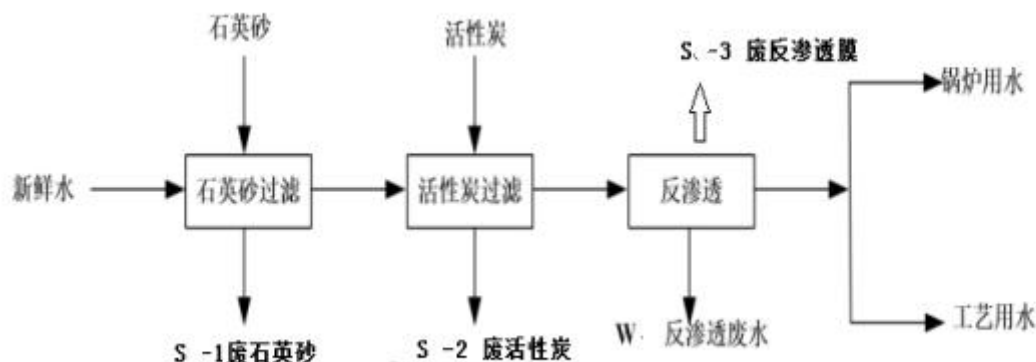 石英砂
活性炭
S、-3 废反渗透膜
锅炉用水
新鲜水
石英砂过滤
活性炭过滤
反渗透
工艺用水
S -1废石英砂
S -2 废活性炭
W. 反渗透废水